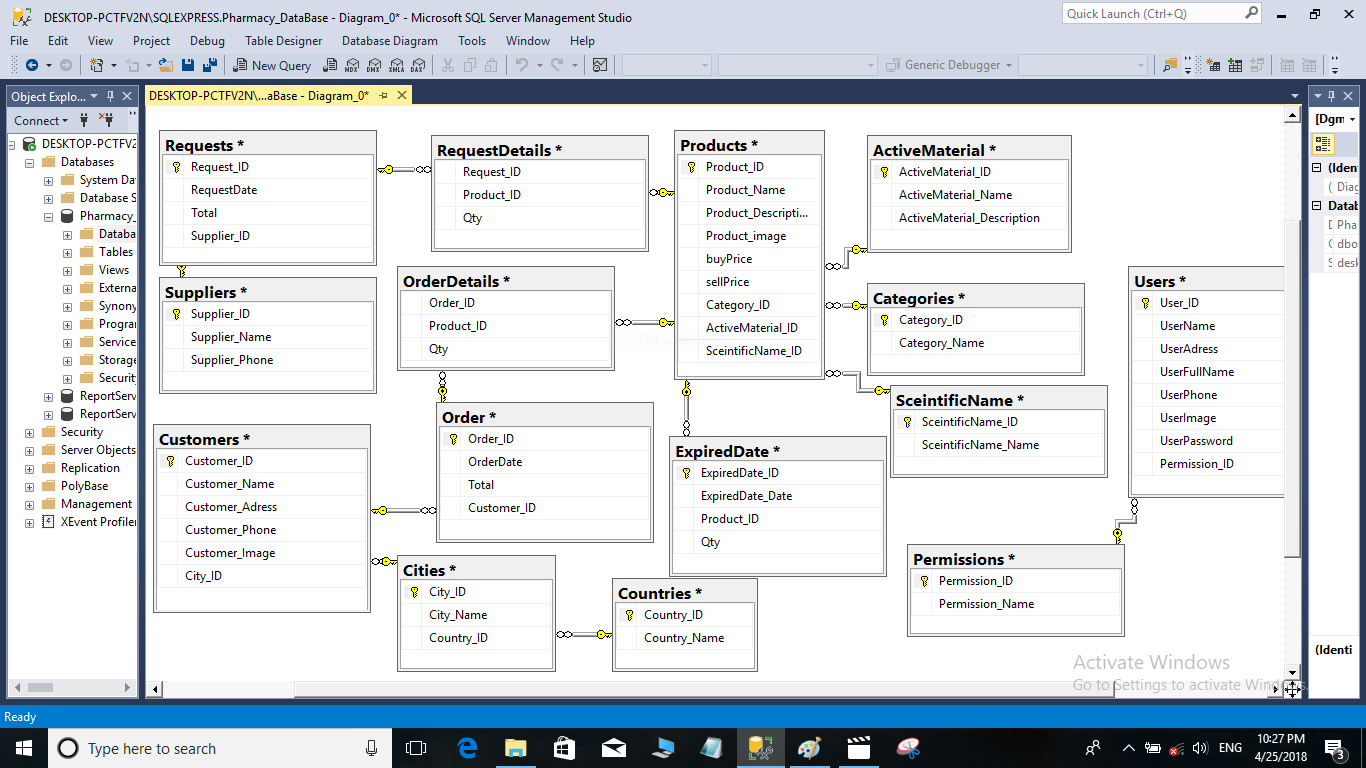 DESKTOP-PCTFV2N\SQLEXPRESS.Pharmacy_DataBase - Diagram_0* - Microsoft SQL Server Management Studio
Quick Launch (Ctrl+Q)
File Edit View Project Debug Table Designer Database Diagram Tools Window Help
New Query
MDX DMX XMLA DAX
Generic Debugger
Object Explo...
Connect
DESKTOP-PCTFV2
Databases
System Da
Database S
Pharmacy_
Databa
Tables
Views
Externa
Synony
Program
Service
Storage
Securit
ReportServ
ReportServ
Security
Server Objects
Replication
PolyBase
Management
XEvent Profiler
DESKTOP-PCTFV2N\...aBase - Diagram_0*
Requests *
Request_ID
RequestDate
Total
Supplier_ID
RequestDetails *
Request_ID
Product_ID
Qty
Products *
Product_ID
Product_Name
Product_Descripti...
Product_image
buyPrice
sellPrice
Category_ID
ActiveMaterial_ID
SceintificName_ID
ActiveMaterial *
ActiveMaterial_ID
ActiveMaterial_Name
ActiveMaterial_Description
Suppliers *
Supplier_ID
Supplier_Name
Supplier_Phone
OrderDetails *
Order_ID
Product_ID
Qty
Categories *
Category_ID
Category_Name
Users *
User_ID
UserName
UserAdress
UserFullName
UserPhone
UserImage
UserPassword
Permission_ID
SceintificName *
SceintificName_ID
SceintificName_Name
Order *
Order_ID
OrderDate
Total
Customer_ID
Customers *
Customer_ID
Customer_Name
Customer_Adress
Customer_Phone
Customer_Image
City_ID
ExpiredDate *
ExpiredDate_ID
ExpiredDate_Date
Product_ID
Qty
Permissions *
Permission_ID
Permission_Name
Cities *
City_ID
City_Name
Country_ID
Countries *
Country_ID
Country_Name
[Dgm
(Iden
( Diag
Datab
Pha
dbo
S desk
(Identi
Activate Windows
Go to Settings to activate Windows.
Ready
Type here to search
ENG
10:27 PM
4/25/2018
3